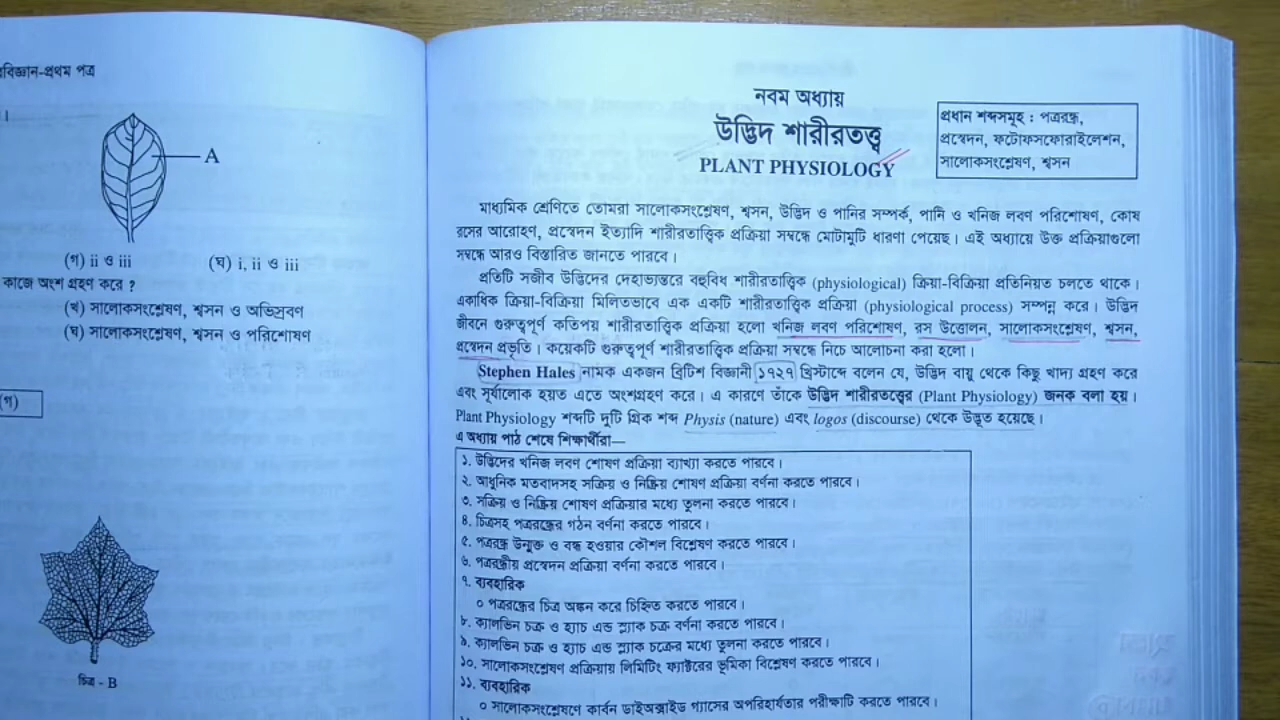 বিজ্ঞান-প্রথম পত্র
।
A
(গ) ii ও iii
(ঘ) i, ii ও iii
কাজে অংশ গ্রহণ করে ?
(খ) সালোকসংশ্লেষণ, শ্বসন ও অভিস্রবণ
(ঘ) সালোকসংশ্লেষণ, শ্বসন ও পরিশোষণ
(গ)
চিত্র - B
নবম অধ্যায়
উদ্ভিদ শারীরতত্ত্ব
PLANT PHYSIOLOGY
প্রধান শব্দসমূহ : পত্ররন্ধ্র,
প্রস্বেদন, ফটোফসফোরাইলেশন,
সালোকসংশ্লেষণ, শ্বসন
মাধ্যমিক শ্রেণিতে তোমরা সালোকসংশ্লেষণ, শ্বসন, উদ্ভিদ ও পানির সম্পর্ক, পানি ও খনিজ লবণ পরিশোষণ, কোষ
রসের আরোহণ, প্রস্বেদন ইত্যাদি শারীরতাত্ত্বিক প্রক্রিয়া সম্বন্ধে মোটামুটি ধারণা পেয়েছ। এই অধ্যায়ে উক্ত প্রক্রিয়াগুলো
সম্বন্ধে আরও বিস্তারিত জানতে পারবে।
প্রতিটি সজীব উদ্ভিদের দেহাভ্যন্তরে বহুবিধ শারীরতাত্ত্বিক (physiological) ক্রিয়া-বিক্রিয়া প্রতিনিয়ত চলতে থাকে।
একাধিক ক্রিয়া-বিক্রিয়া মিলিতভাবে এক একটি শারীরতাত্ত্বিক প্রক্রিয়া (physiological process) সম্পন্ন করে। উদ্ভিদ
জীবনে গুরুত্বপূর্ণ কতিপয় শারীরতাত্ত্বিক প্রক্রিয়া হলো খনিজ লবণ পরিশোষণ, রস উত্তোলন, সালোকসংশ্লেষণ, শ্বসন,
প্রস্বেদন প্রভৃতি। কয়েকটি গুরুত্বপূর্ণ শারীরতাত্ত্বিক প্রক্রিয়া সম্বন্ধে নিচে আলোচনা করা হলো।
Stephen Hales নামক একজন ব্রিটিশ বিজ্ঞানী ১৭২৭ খ্রিস্টাব্দে বলেন যে, উদ্ভিদ বায়ু থেকে কিছু খাদ্য গ্রহণ করে
এবং সূর্যালোক হয়ত এতে অংশগ্রহণ করে। এ কারণে তাঁকে উদ্ভিদ শারীরতত্ত্বের (Plant Physiology) জনক বলা হয়।
Plant Physiology শব্দটি দুটি গ্রিক শব্দ Physis (nature) এবং logos (discourse) থেকে উদ্ভূত হয়েছে।
এ অধ্যায় পাঠ শেষে শিক্ষার্থীরা—
১. উদ্ভিদের খনিজ লবণ শোষণ প্রক্রিয়া ব্যাখ্যা করতে পারবে।
২. আধুনিক মতবাদসহ সক্রিয় ও নিষ্ক্রিয় শোষণ প্রক্রিয়া বর্ণনা করতে পারবে।
৩. সক্রিয় ও নিষ্ক্রিয় শোষণ প্রক্রিয়ার মধ্যে তুলনা করতে পারবে।
৪. চিত্রসহ পত্ররন্ধ্রের গঠন বর্ণনা করতে পারবে।
৫. পত্ররন্ধ্র উন্মুক্ত ও বন্ধ হওয়ার কৌশল বিশ্লেষণ করতে পারবে।
৬. পত্ররন্ধ্রীয় প্রস্বেদন প্রক্রিয়া বর্ণনা করতে পারবে।
৭. ব্যবহারিক
০ পত্ররন্ধ্রের চিত্র অঙ্কন করে চিহ্নিত করতে পারবে।
৮. ক্যালভিন চক্র ও হ্যাচ এন্ড স্ল্যাক চক্র বর্ণনা করতে পারবে।
৯. ক্যালভিন চক্র ও হ্যাচ এন্ড স্ল্যাক চক্রের মধ্যে তুলনা করতে পারবে।
১০. সালোকসংশ্লেষণ প্রক্রিয়ায় লিমিটিং ফ্যাক্টরের ভূমিকা বিশ্লেষণ করতে পারবে।
১১. ব্যবহারিক
০ সালোকসংশ্লেষণে কার্বন ডাইঅক্সাইড গ্যাসের অপরিহার্যতার পরীক্ষাটি করতে পারবে।